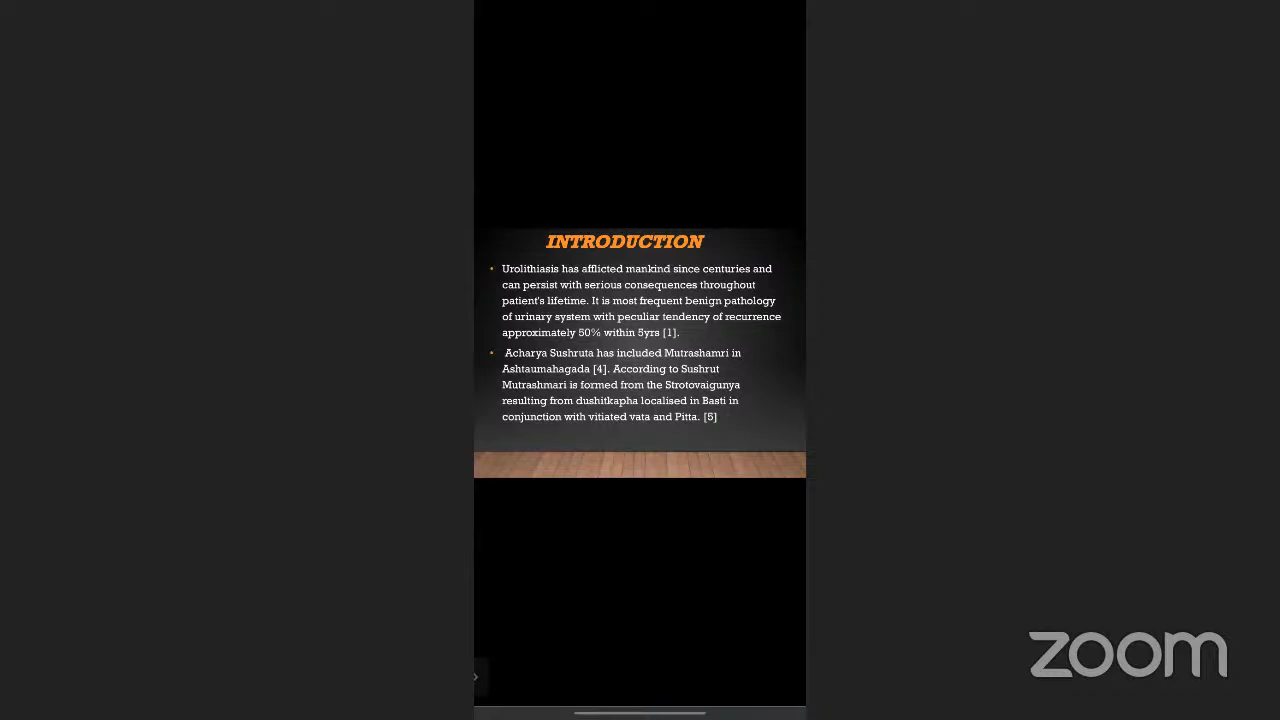 INTRODUCTION
• Urolithiasis has afflicted mankind since centuries and
can persist with serious consequences throughout
patient's lifetime. It is most frequent benign pathology
of urinary system with peculiar tendency of recurrence
approximately 50% within 5yrs [1].
• Acharya Sushruta has included Mutrashamri in
Ashtaumahagada [4]. According to Sushrut
Mutrashmari is formed from the Strotovaigunya
resulting from dushitkapha localised in Basti in
conjunction with vitiated vata and Pitta. [5]
zoom